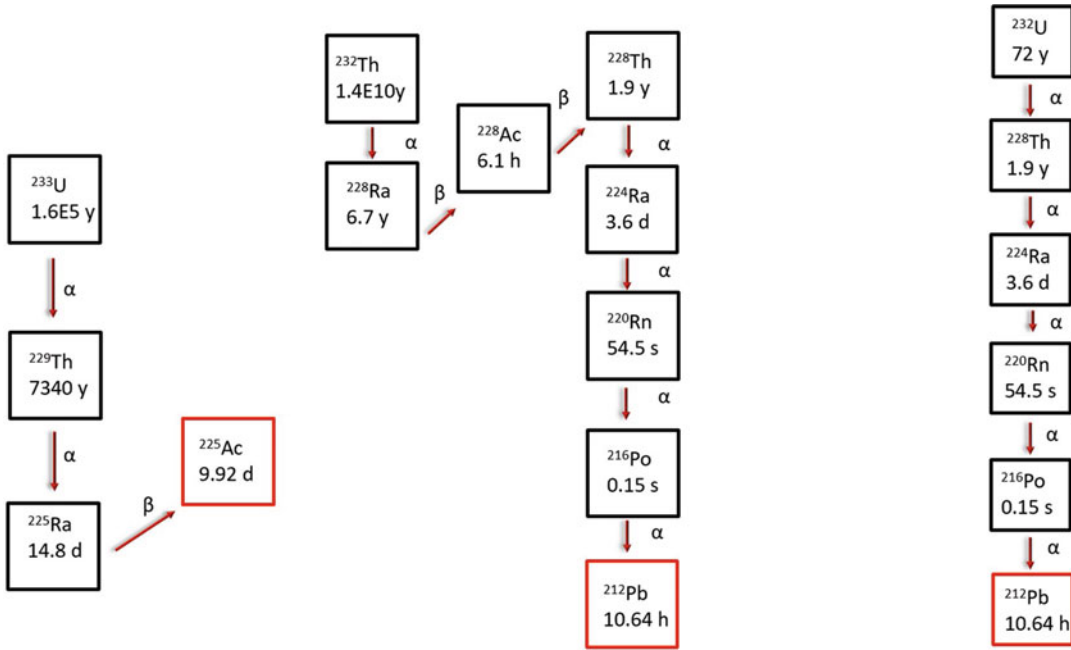 ²³³U
1.6E5 y
α
²²⁹Th
7340 y
α
²²⁵Ra
14.8 d
β
²²⁵Ac
9.92 d
²³²Th
1.4E10y
α
²²⁸Ra
6.7 y
β
²²⁸Ac
6.1 h
β
²²⁸Th
1.9 y
α
²²⁴Ra
3.6 d
α
²²⁰Rn
54.5 s
α
²¹⁶Po
0.15 s
α
²¹²Pb
10.64 h
²³²U
72 y
α
²²⁸Th
1.9 y
α
²²⁴Ra
3.6 d
α
²²⁰Rn
54.5 s
α
²¹⁶Po
0.15 s
α
²¹²Pb
10.64 h